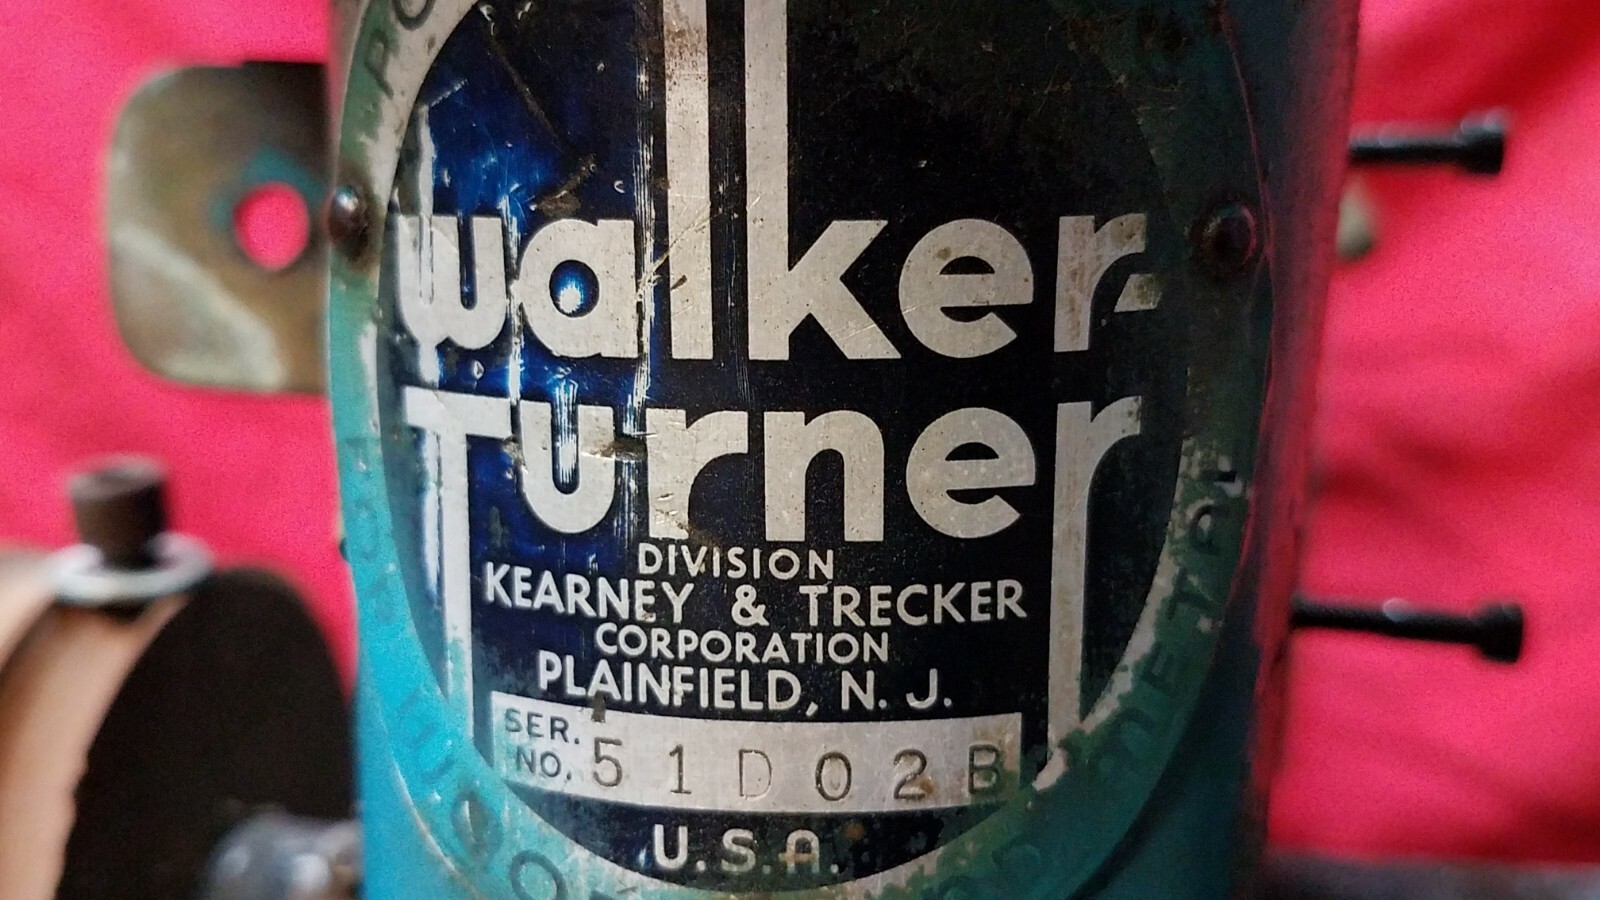 walker-
Turner
DIVISION
KEARNEY & TRECKER
CORPORATION
PLAINFIELD, N. J.
SER.
NO. 51D02B
U.S.A.